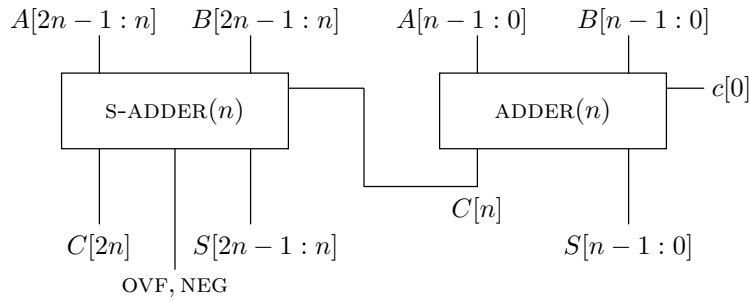 A[2n − 1 : n] B[2n − 1 : n] A[n − 1 : 0] B[n − 1 : 0]
S-ADDER(n) ADDER(n) c[0]
C[n]
C[2n] S[2n − 1 : n] S[n − 1 : 0]
OVF, NEG